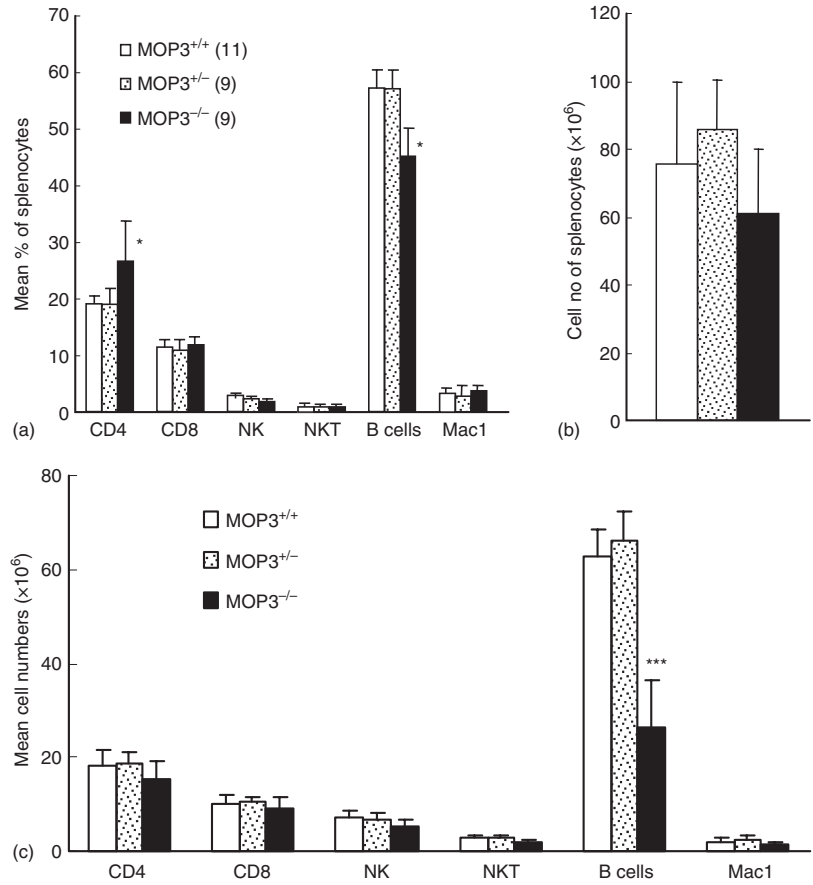 Mean % of splenocytes
70
60
50
40
30
20
10
0
MOP3+/+ (11)
MOP3+/− (9)
MOP3−/− (9)
*
*
(a)
CD4
CD8
NK
NKT
B cells
Mac1
Cell no of splenocytes (×10⁶)
120
100
80
60
40
20
0
(b)
Mean cell numbers (×10⁶)
80
60
40
20
0
MOP3+/+
MOP3+/−
MOP3−/−
***
(c)
CD4
CD8
NK
NKT
B cells
Mac1